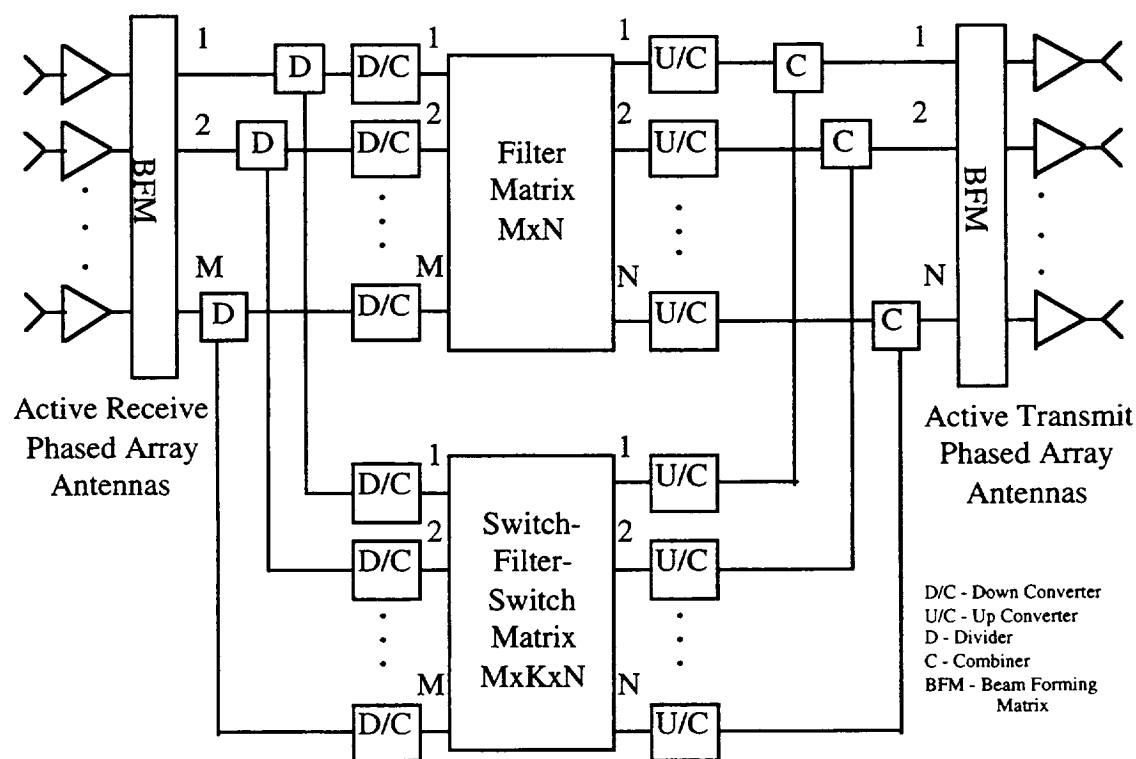 1 D D/C 1 1 U/C C 1
2 D D/C 2 2 U/C C 2
BFM
Filter
Matrix
MxN
BFM
M D D/C M N U/C C N
Active Receive
Phased Array
Antennas
Active Transmit
Phased Array
Antennas
D/C 1 1 U/C
D/C 2 2 U/C
Switch-
Filter-
Switch
Matrix
MxKxN
D/C M N U/C
D/C - Down Converter
U/C - Up Converter
D - Divider
C - Combiner
BFM - Beam Forming
Matrix